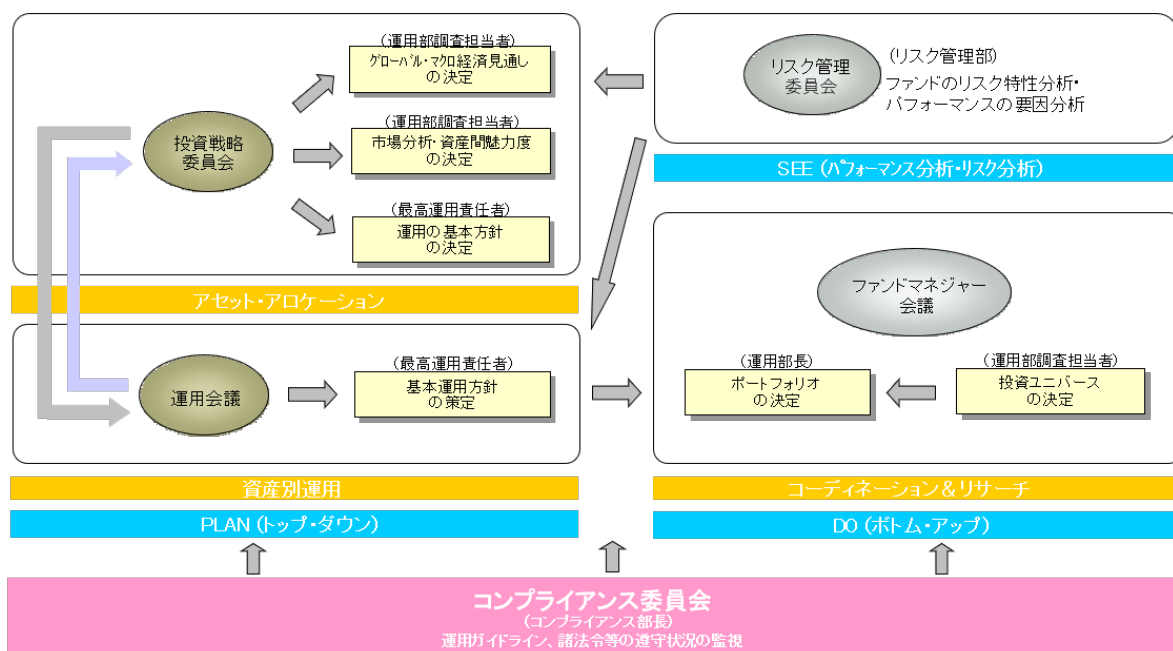 (運用部調査担当者)
グローバル・マクロ経済見通し
の決定
投資戦略
委員会
(運用部調査担当者)
市場分析・資産間魅力度
の決定
(最高運用責任者)
運用の基本方針
の決定
アセット・アロケーション
リスク管理
委員会
(リスク管理部)
ファンドのリスク特性分析・
パフォーマンスの要因分析
SEE (パフォーマンス分析・リスク分析)
運用会議
(最高運用責任者)
基本運用方針
の策定
資産別運用
PLAN (トップ・ダウン)
ファンドマネジャー
会議
(運用部長)
ポートフォリオ
の決定
(運用部調査担当者)
投資ユニバース
の決定
コーディネーション&リサーチ
DO (ボトム・アップ)
コンプライアンス委員会
(コンプライアンス部長)
運用ガイドライン、諸法令等の遵守状況の監視